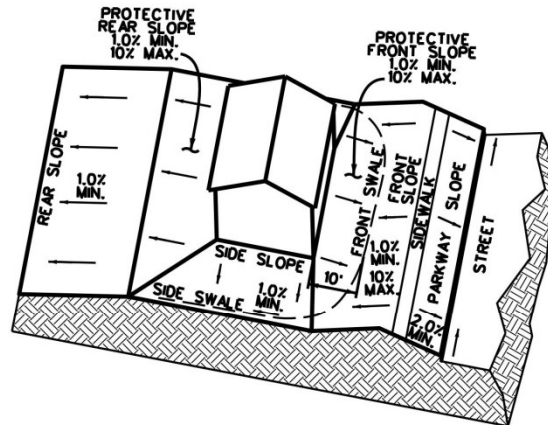 PROTECTIVE
REAR SLOPE
1.0% MIN.
10% MAX.
PROTECTIVE
FRONT SLOPE
1.0% MIN.
10% MAX.
REAR SLOPE
1.0%
MIN.
SIDE SLOPE
SIDE SWALE
1.0%
MIN.
10'
FRONT SWALE
FRONT SLOPE
1.0%
MIN.
10%
MAX.
SIDEWALK
PARKWAY SLOPE
2.0%
MIN.
STREET